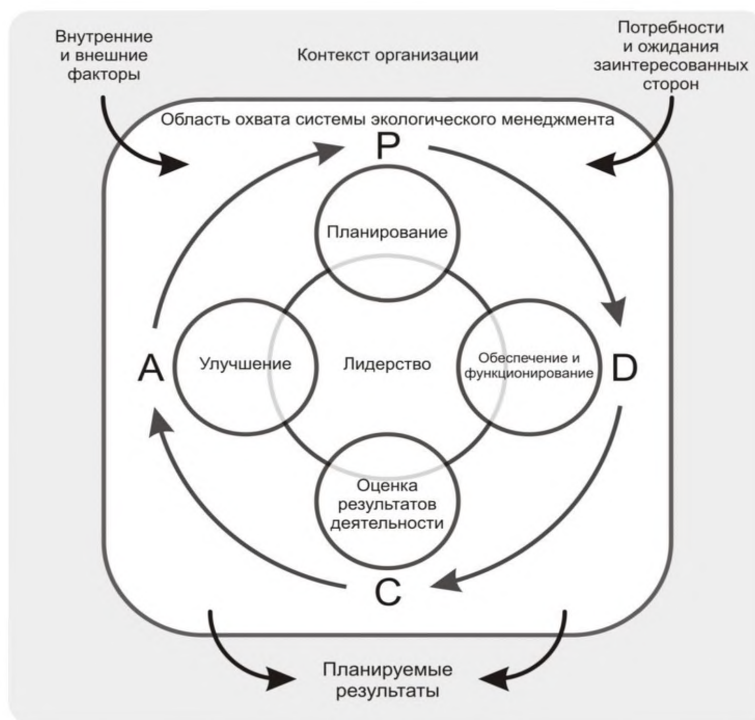 Внутренние
и внешние
факторы
Контекст организации
Потребности
и ожидания
заинтересованных
сторон
Область охвата системы экологического менеджмента
P
Планирование
A
Улучшение
Лидерство
Обеспечение и
функционирование
D
Оценка
результатов
деятельности
C
Планируемые
результаты